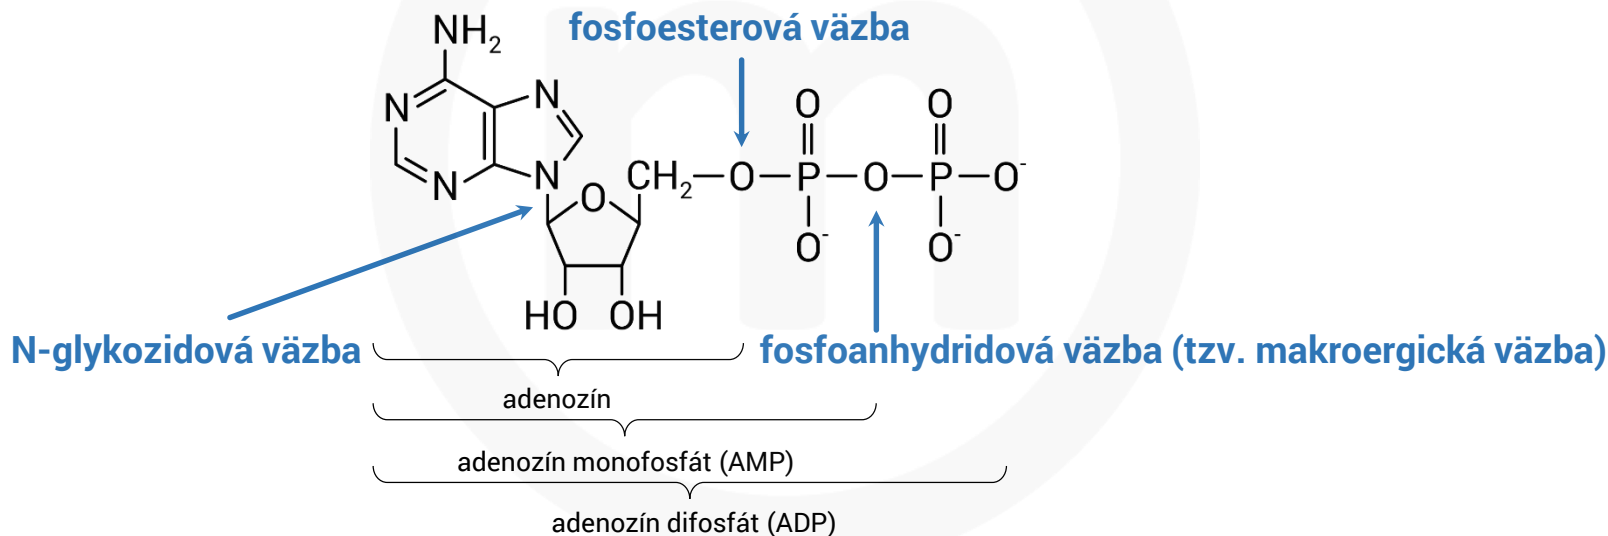 fosfoesterová väzba
NH2
N
N
O
O
N
N
CH2
O
P
O
P
O-
O
O-
O-
HO
OH
N-glykozidová väzba
fosfoanhydridová väzba (tzv. makroergická väzba)
adenozín
adenozín monofosfát (AMP)
adenozín difosfát (ADP)